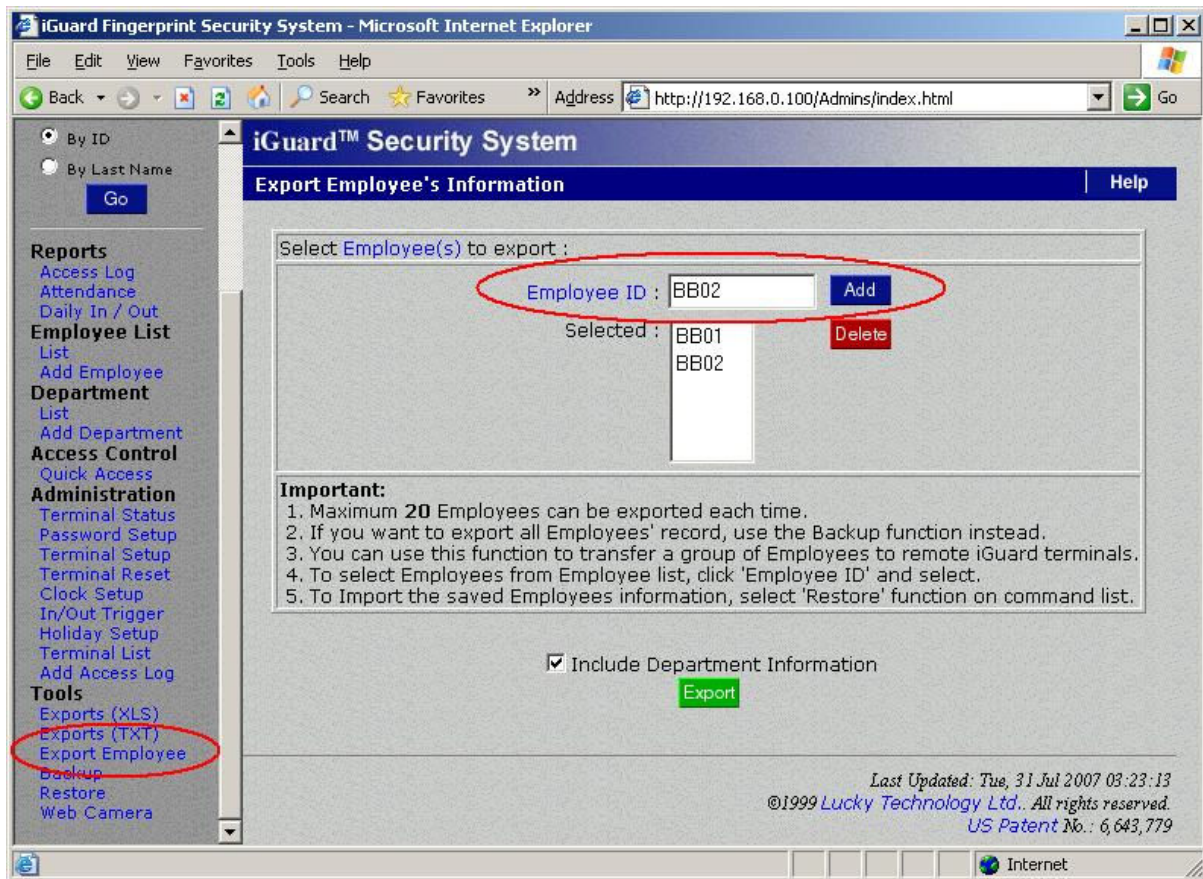 iGuard Fingerprint Security System - Microsoft Internet Explorer
File Edit View Favorites Tools Help
Back Search Favorites » Address http://192.168.0.100/Admins/index.html Go
By ID
By Last Name
Go
Reports
Access Log
Attendance
Daily In / Out
Employee List
List
Add Employee
Department
List
Add Department
Access Control
Quick Access
Administration
Terminal Status
Password Setup
Terminal Setup
Terminal Reset
Clock Setup
In/Out Trigger
Holiday Setup
Terminal List
Add Access Log
Tools
Exports (XLS)
Exports (TXT)
Export Employee
Backup
Restore
Web Camera
iGuard™ Security System
Export Employee's Information Help
Select Employee(s) to export :
Employee ID : BB02 Add
Selected : BB01 Delete
BB02
Important:
1. Maximum 20 Employees can be exported each time.
2. If you want to export all Employees' record, use the Backup function instead.
3. You can use this function to transfer a group of Employees to remote iGuard terminals.
4. To select Employees from Employee list, click 'Employee ID' and select.
5. To Import the saved Employees information, select 'Restore' function on command list.
Include Department Information
Export
Last Updated: Tue, 31 Jul 2007 03:23:13
©1999 Lucky Technology Ltd.. All rights reserved.
US Patent No.: 6,643,779
Internet